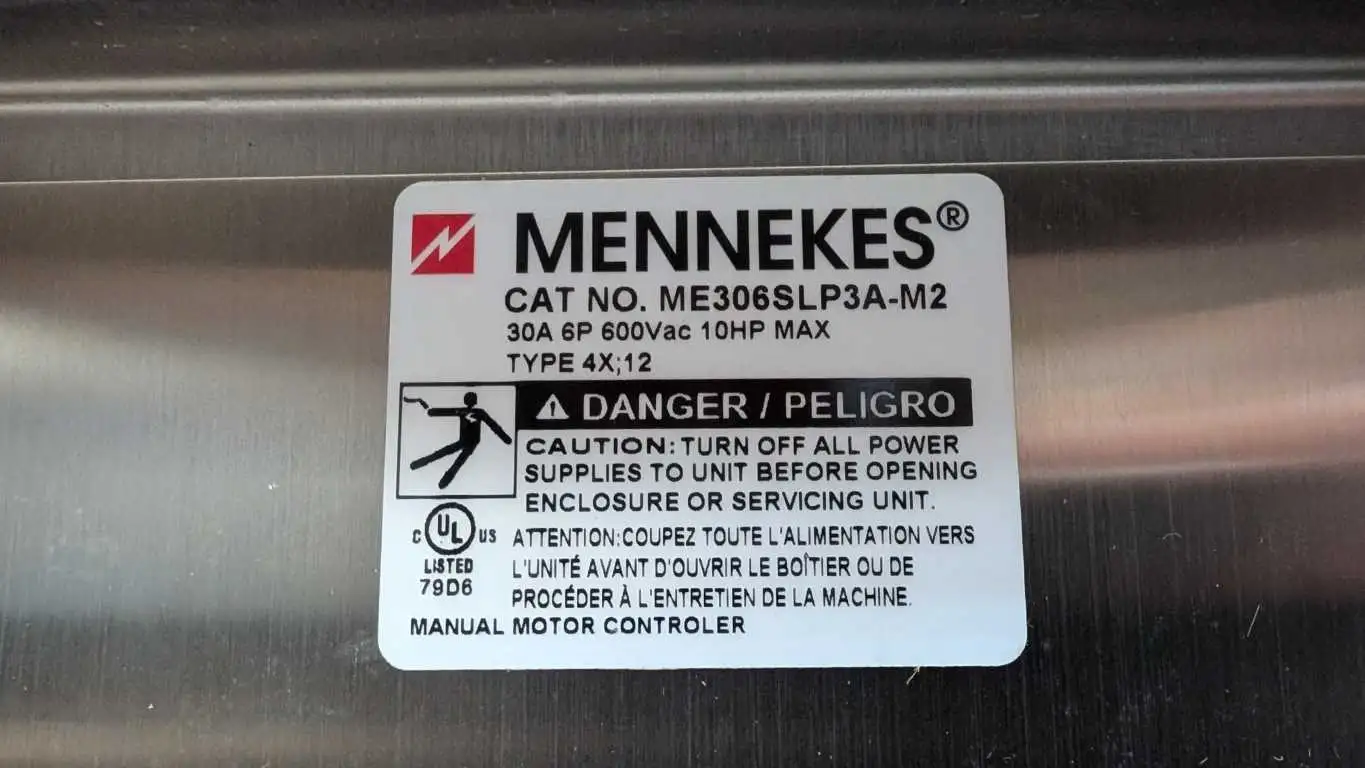 MENNEKES®
CAT NO. ME306SLP3A-M2
30A 6P 600Vac 10HP MAX
TYPE 4X;12
⚠ DANGER / PELIGRO
CAUTION: TURN OFF ALL POWER
SUPPLIES TO UNIT BEFORE OPENING
ENCLOSURE OR SERVICING UNIT.
C UL US
LISTED
79D6
ATTENTION:COUPEZ TOUTE L'ALIMENTATION VERS
L'UNITÉ AVANT D'OUVRIR LE BOÎTIER OU DE
PROCÉDER À L'ENTRETIEN DE LA MACHINE.
MANUAL MOTOR CONTROLER